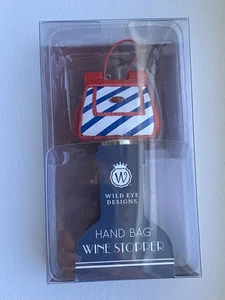 W
WILD EYE
DESIGNS
HAND BAG
WINE STOPPER